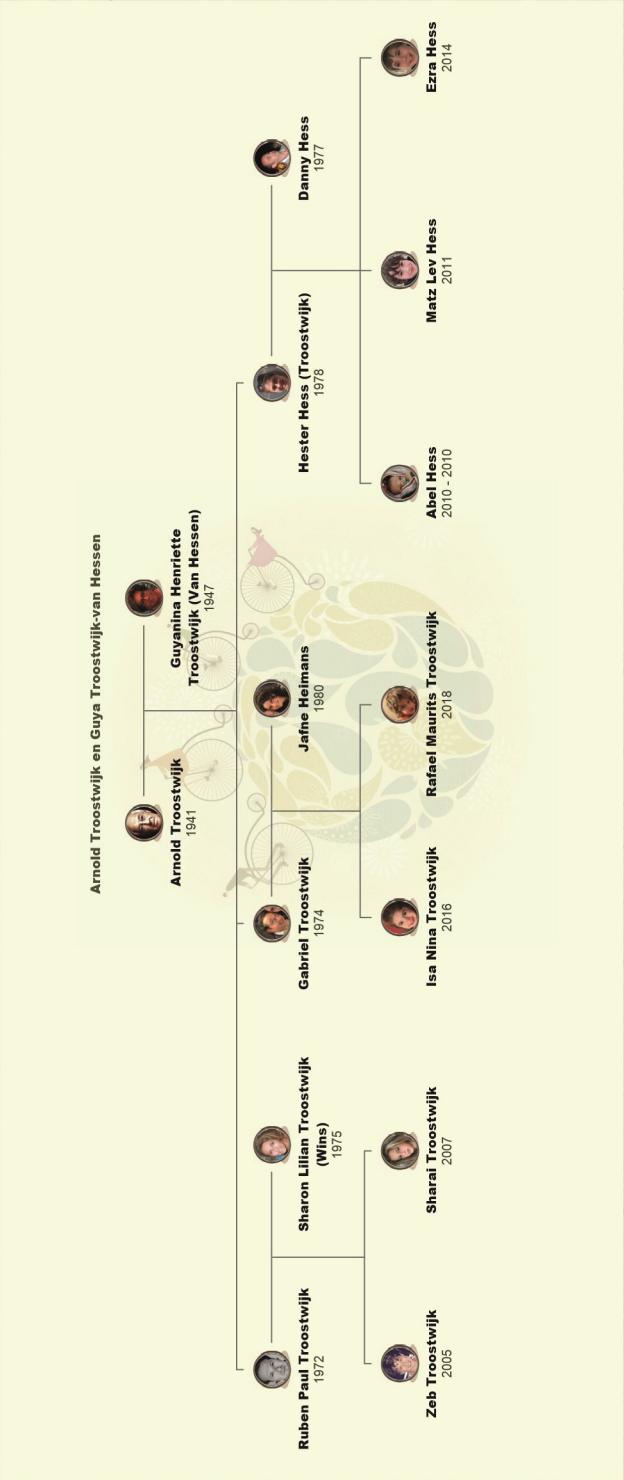 Arnold Troostwijk en Guya Troostwijk-van Hessen
Arnold Troostwijk
1941
Guyanina Henriette
Troostwijk (Van Hessen)
1947
Ruben Paul Troostwijk
1972
Sharon Lilian Troostwijk
(Wins)
1975
Gabriel Troostwijk
1974
Jafne Heimans
1980
Hester Hess (Troostwijk)
1978
Danny Hess
1977
Zeb Troostwijk
2005
Sharai Troostwijk
2007
Isa Nina Troostwijk
2016
Rafael Maurits Troostwijk
2018
Abel Hess
2010 - 2010
Matz Lev Hess
2011
Ezra Hess
2014